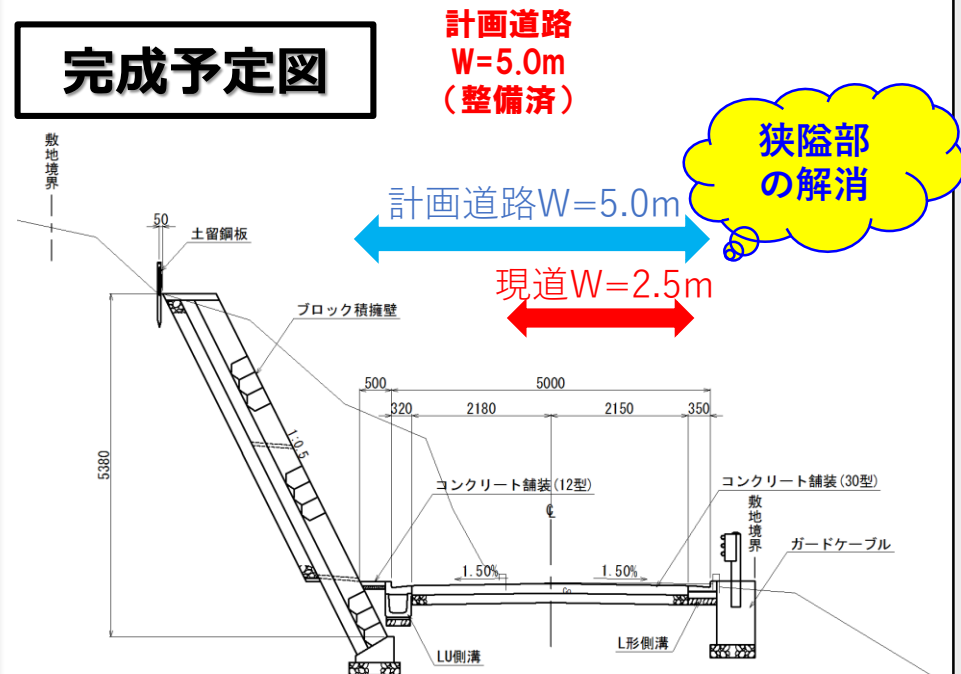 完成予定図
計画道路
W=5.0m
（整備済）
狭隘部
の解消
敷地境界
50
土留鋼板
計画道路W=5.0m
現道W=2.5m
ブロック積擁壁
500
5000
320
2180
2150
350
5380
1:0.5
コンクリート舗装(12型)
コンクリート舗装(30型)
敷地境界
ガードケーブル
1.50%
1.50%
LU側溝
L形側溝